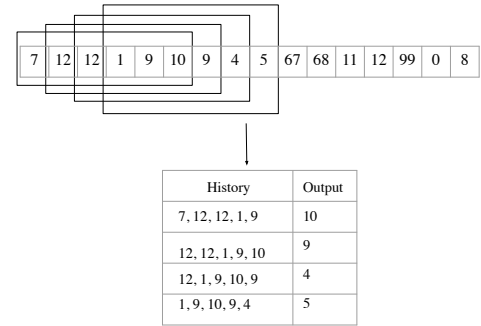 7 12 12 1 9 10 9 4 5 67 68 11 12 99 0 8
History Output
7, 12, 12, 1, 9 10
12, 12, 1, 9, 10 9
12, 1, 9, 10, 9 4
1, 9, 10, 9, 4 5